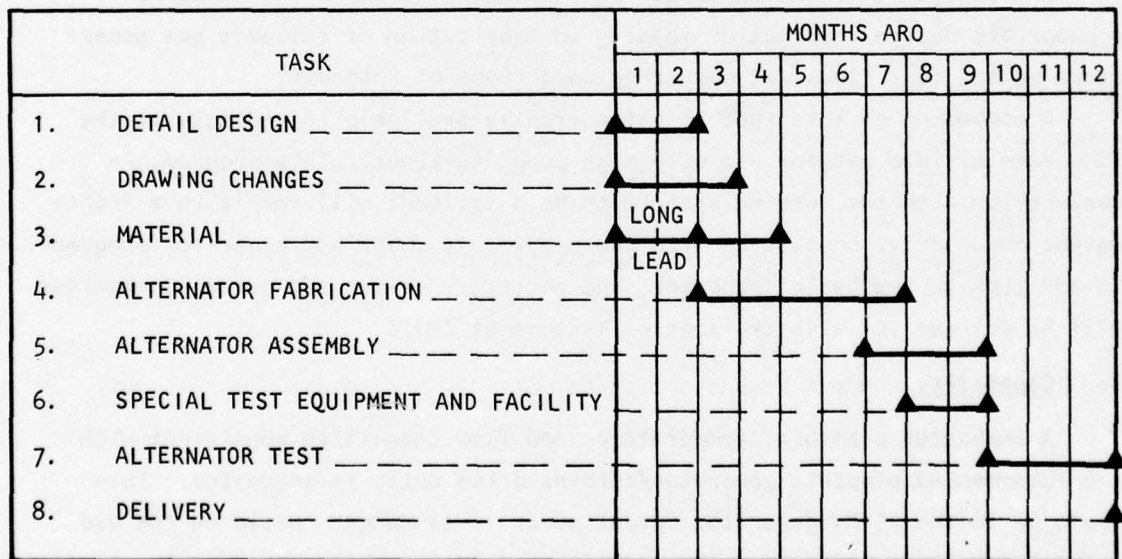 MONTHS ARO
TASK
1 2 3 4 5 6 7 8 9 10 11 12
1. DETAIL DESIGN
2. DRAWING CHANGES
LONG
3. MATERIAL
LEAD
4. ALTERNATOR FABRICATION
5. ALTERNATOR ASSEMBLY
6. SPECIAL TEST EQUIPMENT AND FACILITY
7. ALTERNATOR TEST
8. DELIVERY